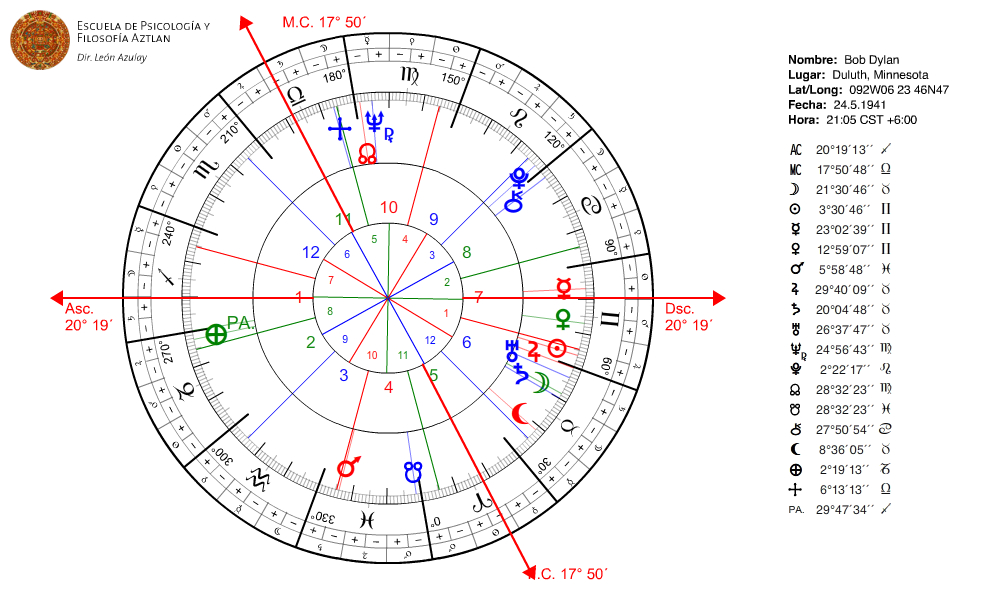 ESCUELA DE PSICOLOGÍA Y
FILOSOFÍA AZTLAN
Dir. León Azulay
M.C. 17° 50´
180°
150°
210°
120°
240°
90°
270°
60°
300°
30°
330°
0°
Asc.
20° 19´
Dsc.
20° 19´
.C. 17° 50´
PA.
10
11
9
12
8
1
7
2
6
3
5
4
5
4
6
3
7
2
8
1
9
12
10
11
Nombre: Bob Dylan
Lugar: Duluth, Minnesota
Lat/Long: 092W06 23 46N47
Fecha: 24.5.1941
Hora: 21:05 CST +6:00
AC 20°19´13´´ ♐
MC 17°50´48´´ ♎
☽ 21°30´46´´ ♉
☉ 3°30´46´´ ♊
☿ 23°02´39´´ ♊
♀ 12°59´07´´ ♊
♂ 5°58´48´´ ♓
♃ 29°40´09´´ ♉
♄ 20°04´48´´ ♉
♅ 26°37´47´´ ♉
♆℞ 24°56´43´´ ♍
♇ 2°22´17´´ ♌
☊ 28°32´23´´ ♍
☋ 28°32´23´´ ♓
⚷ 27°50´54´´ ♋
⚸ 8°36´05´´ ♉
⊕ 2°19´13´´ ♑
6°13´13´´ ♎
PA. 29°47´34´´ ♐